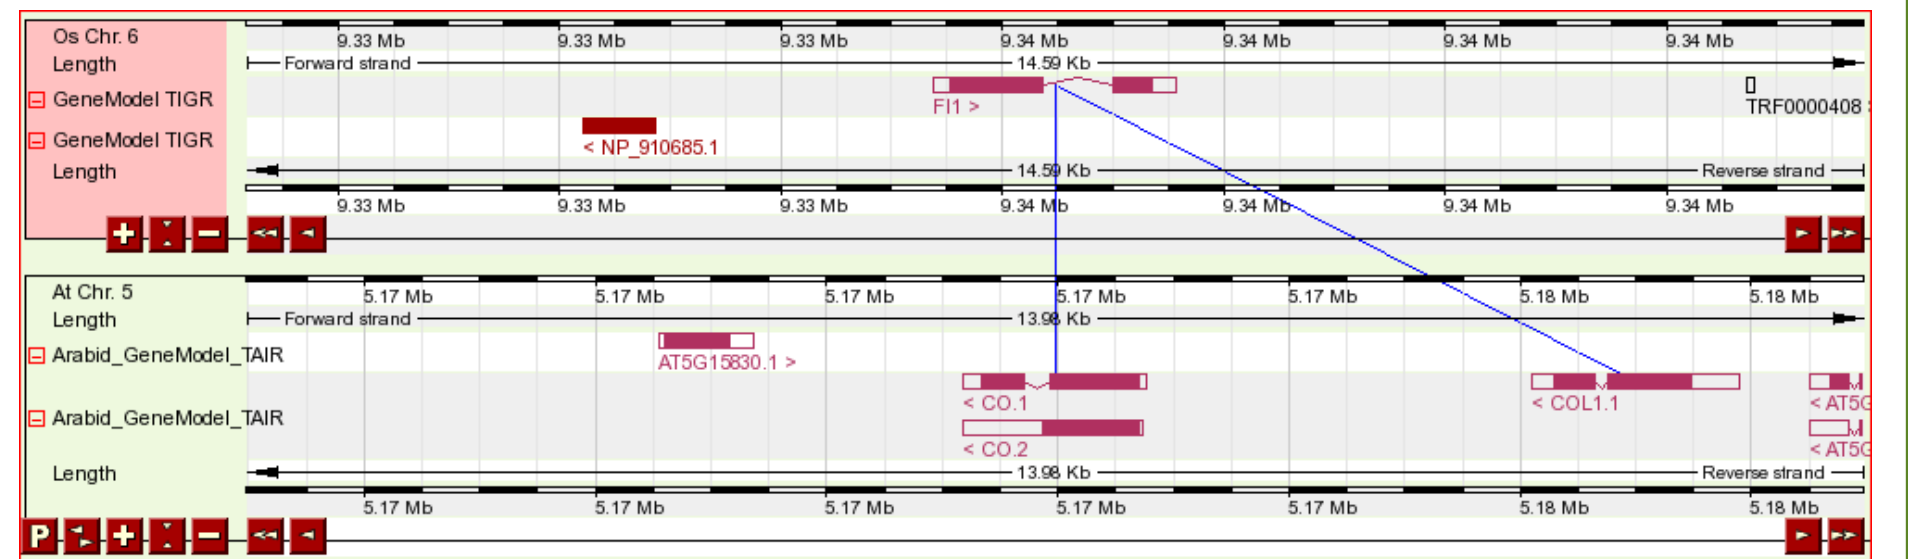 Os Chr. 6
9.33 Mb 9.33 Mb 9.33 Mb 9.34 Mb 9.34 Mb 9.34 Mb 9.34 Mb
Length Forward strand 14.59 Kb
GeneModel TIGR
FI1 > TRF0000408
GeneModel TIGR
< NP_910685.1
Length 14.59 Kb Reverse strand
9.33 Mb 9.33 Mb 9.33 Mb 9.34 Mb 9.34 Mb 9.34 Mb 9.34 Mb
At Chr. 5
5.17 Mb 5.17 Mb 5.17 Mb 5.17 Mb 5.17 Mb 5.18 Mb 5.18 Mb
Length Forward strand 13.98 Kb
Arabid_GeneModel_TAIR
AT5G15830.1 >
< CO.1 < COL1.1 < AT5G
Arabid_GeneModel_TAIR
< CO.2 < AT5G
Length 13.98 Kb Reverse strand
5.17 Mb 5.17 Mb 5.17 Mb 5.17 Mb 5.17 Mb 5.18 Mb 5.18 Mb
P